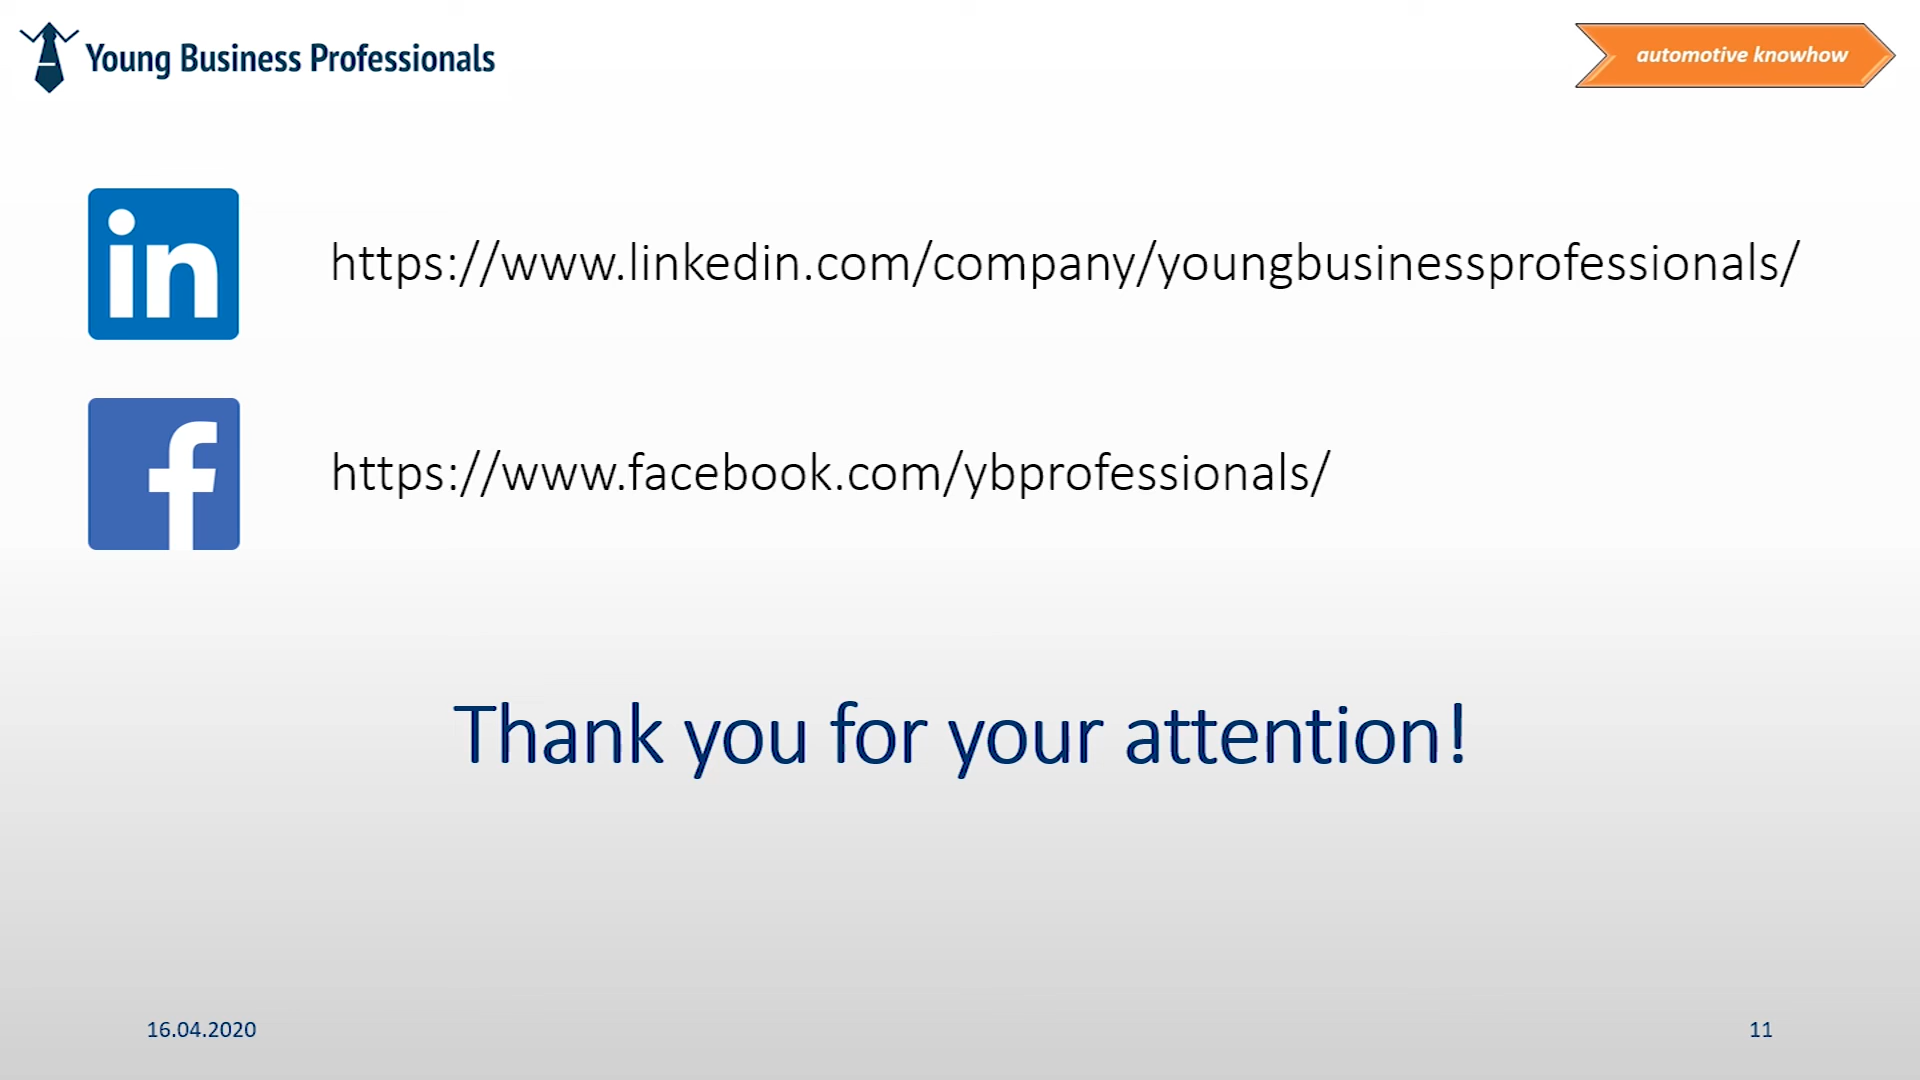 Young Business Professionals
automotive knowhow
in
https://www.linkedin.com/company/youngbusinessprofessionals/
f
https://www.facebook.com/ybprofessionals/
Thank you for your attention!
16.04.2020
11